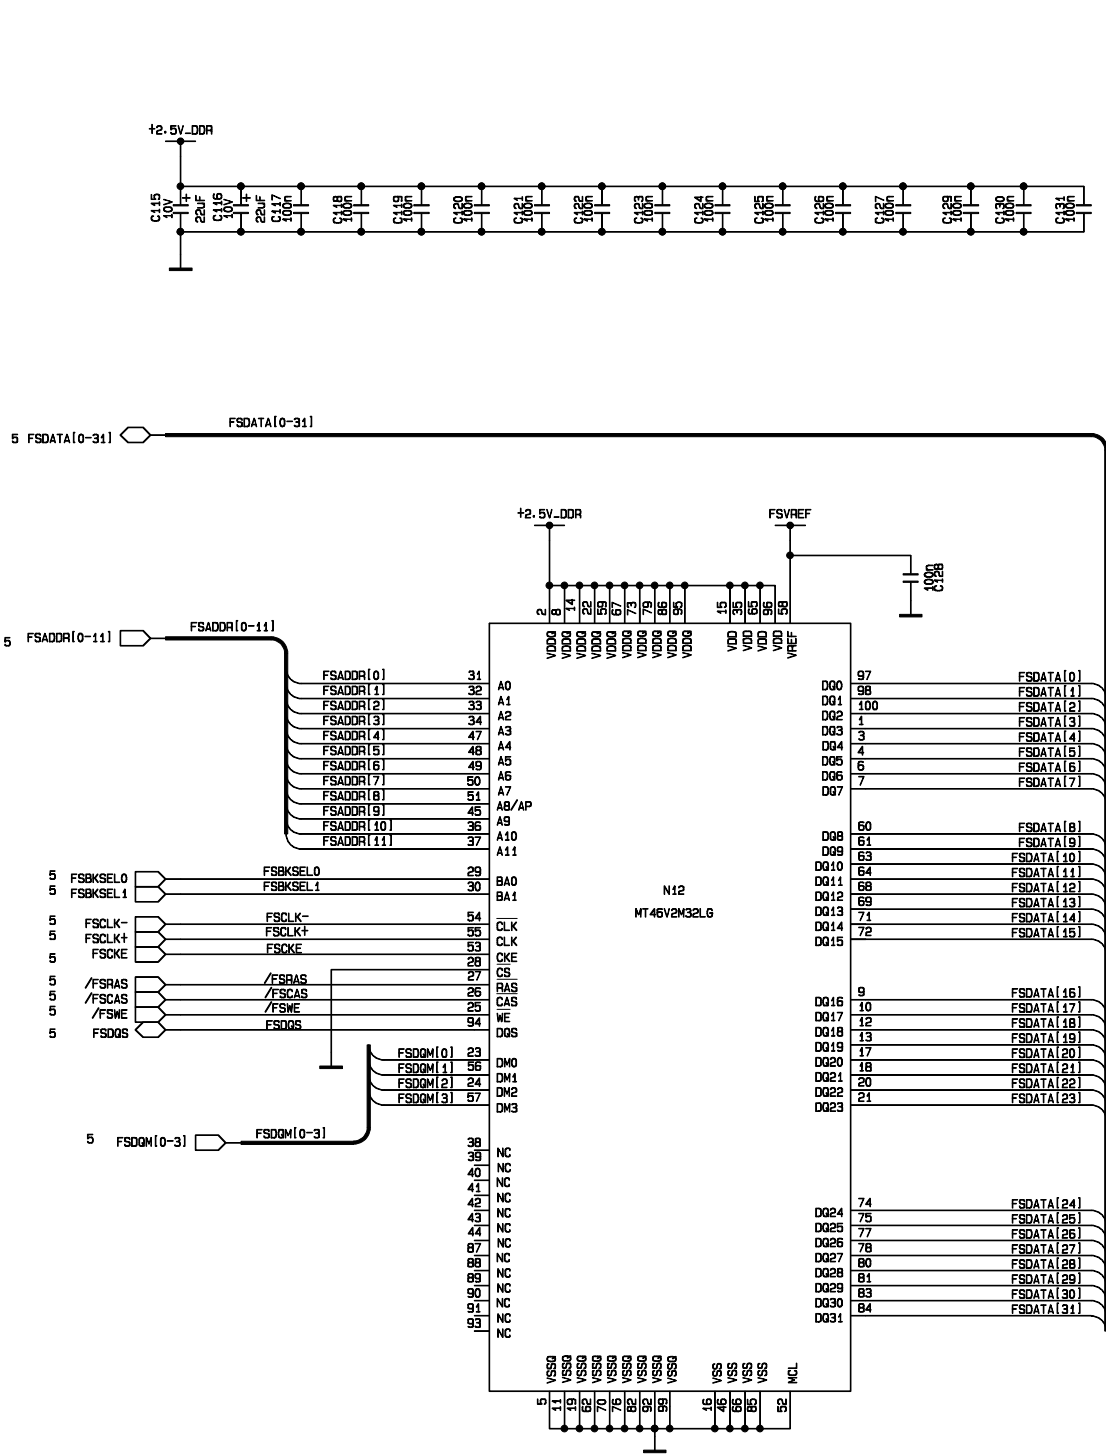 +2.5V_DDR
C115 10V 22uF
C116 10V 22uF
C117 100n
C118 100n
C119 100n
C120 100n
C121 100n
C122 100n
C123 100n
C124 100n
C125 100n
C126 100n
C127 100n
C129 100n
C130 100n
C131 100n
FSDATA[0-31]
5 FSDATA[0-31]
+2.5V_DDR
FSVREF
100n C128
2 8 14 22 59 67 73 79 86 95 15 35 65 96 58
VDDQ VDDQ VDDQ VDDQ VDDQ VDDQ VDDQ VDDQ VDDQ VDDQ VDD VDD VDD VDD VREF
FSADDR[0-11]
5 FSADDR[0-11]
FSADDR[0] 31 A0
FSADDR[1] 32 A1
FSADDR[2] 33 A2
FSADDR[3] 34 A3
FSADDR[4] 47 A4
FSADDR[5] 48 A5
FSADDR[6] 49 A6
FSADDR[7] 50 A7
FSADDR[8] 51 A8/AP
FSADDR[9] 45 A9
FSADDR[10] 36 A10
FSADDR[11] 37 A11
5 FSBKSEL0 FSBKSEL0 29 BA0
5 FSBKSEL1 FSBKSEL1 30 BA1
5 FSCLK- FSCLK- 54 CLK
5 FSCLK+ FSCLK+ 55 CLK
5 FSCKE FSCKE 53 CKE
28 CS
5 /FSRAS /FSRAS 27 RAS
5 /FSCAS /FSCAS 26 CAS
5 /FSWE /FSWE 25 WE
5 FSDQS FSDQS 94 DQS
FSDQM[0] 23 DM0
FSDQM[1] 56 DM1
FSDQM[2] 24 DM2
FSDQM[3] 57 DM3
5 FSDQM[0-3] FSDQM[0-3]
38 NC
39 NC
40 NC
41 NC
42 NC
43 NC
44 NC
87 NC
88 NC
89 NC
90 NC
91 NC
93 NC
N12
MT46V2M32LG
DQ0 97 FSDATA[0]
DQ1 98 FSDATA[1]
DQ2 100 FSDATA[2]
DQ3 1 FSDATA[3]
DQ4 3 FSDATA[4]
DQ5 4 FSDATA[5]
DQ6 6 FSDATA[6]
DQ7 7 FSDATA[7]
DQ8 60 FSDATA[8]
DQ9 61 FSDATA[9]
DQ10 63 FSDATA[10]
DQ11 64 FSDATA[11]
DQ12 68 FSDATA[12]
DQ13 69 FSDATA[13]
DQ14 71 FSDATA[14]
DQ15 72 FSDATA[15]
DQ16 9 FSDATA[16]
DQ17 10 FSDATA[17]
DQ18 12 FSDATA[18]
DQ19 13 FSDATA[19]
DQ20 17 FSDATA[20]
DQ21 18 FSDATA[21]
DQ22 20 FSDATA[22]
DQ23 21 FSDATA[23]
DQ24 74 FSDATA[24]
DQ25 75 FSDATA[25]
DQ26 77 FSDATA[26]
DQ27 78 FSDATA[27]
DQ28 80 FSDATA[28]
DQ29 81 FSDATA[29]
DQ30 83 FSDATA[30]
DQ31 84 FSDATA[31]
VSSQ VSSQ VSSQ VSSQ VSSQ VSSQ VSSQ VSSQ VSSQ VSS VSS VSS VSS MCL
5 11 19 62 70 76 82 92 99 16 46 66 85 52